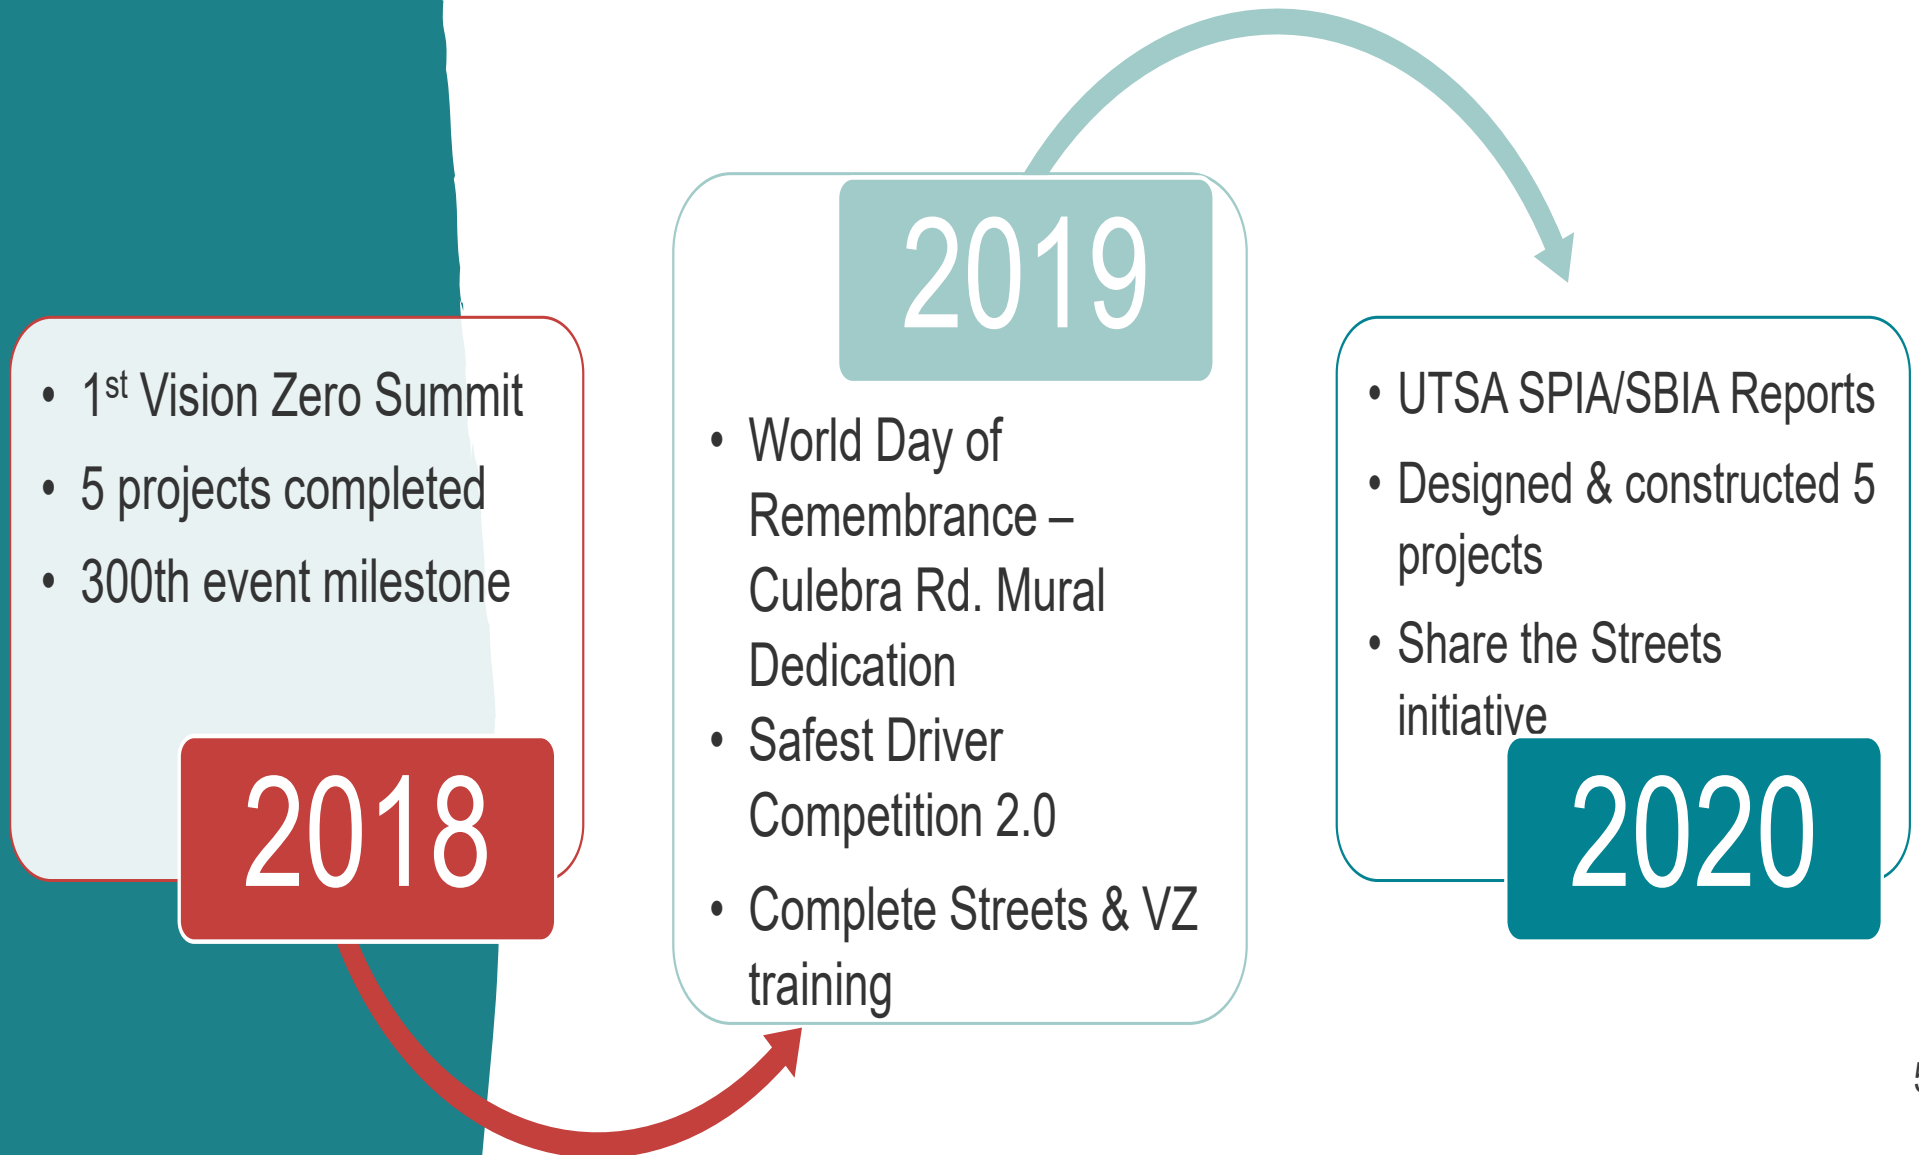 • 1st Vision Zero Summit
• 5 projects completed
• 300th event milestone
2018
2019
• World Day of
Remembrance –
Culebra Rd. Mural
Dedication
• Safest Driver
Competition 2.0
• Complete Streets & VZ
training
• UTSA SPIA/SBIA Reports
• Designed & constructed 5
projects
• Share the Streets
initiative
2020